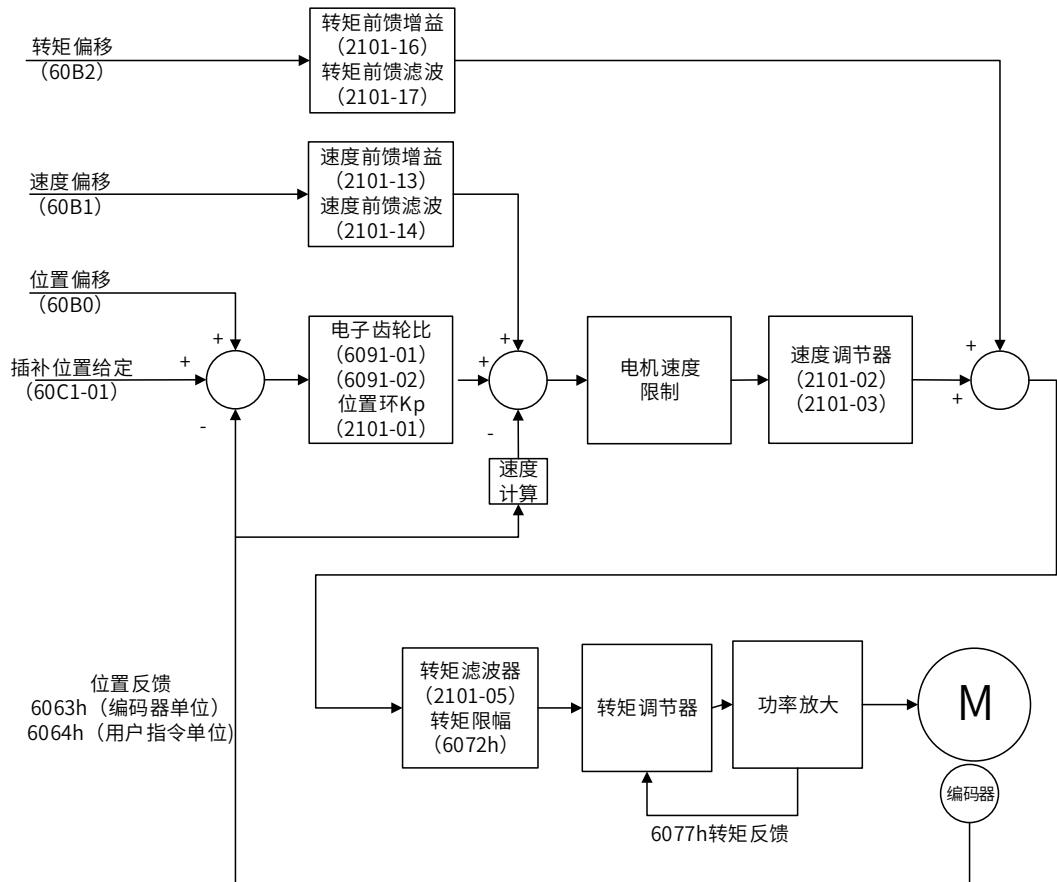 转矩偏移
（60B2）
转矩前馈增益
（2101-16）
转矩前馈滤波
（2101-17）
速度偏移
（60B1）
速度前馈增益
（2101-13）
速度前馈滤波
（2101-14）
位置偏移
（60B0）
+
插补位置给定
（60C1-01）
+
-
电子齿轮比
（6091-01）
（6091-02）
位置环Kp
（2101-01）
+
+
-
速度
计算
电机速度
限制
速度调节器
（2101-02）
（2101-03）
+
+
位置反馈
6063h（编码器单位）
6064h（用户指令单位)
转矩滤波器
（2101-05）
转矩限幅
（6072h）
转矩调节器
功率放大
M
编码器
6077h转矩反馈